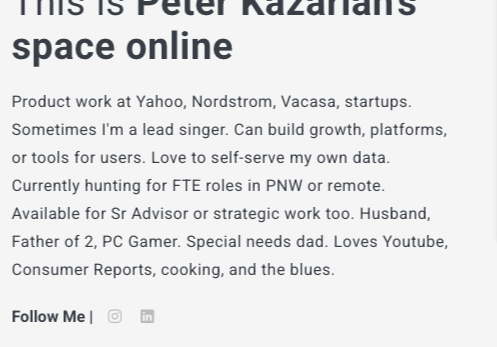 This is Peter Kazarian's
space online
Product work at Yahoo, Nordstrom, Vacasa, startups.
Sometimes I'm a lead singer. Can build growth, platforms,
or tools for users. Love to self-serve my own data.
Currently hunting for FTE roles in PNW or remote.
Available for Sr Advisor or strategic work too. Husband,
Father of 2, PC Gamer. Special needs dad. Loves Youtube,
Consumer Reports, cooking, and the blues.
Follow Me |